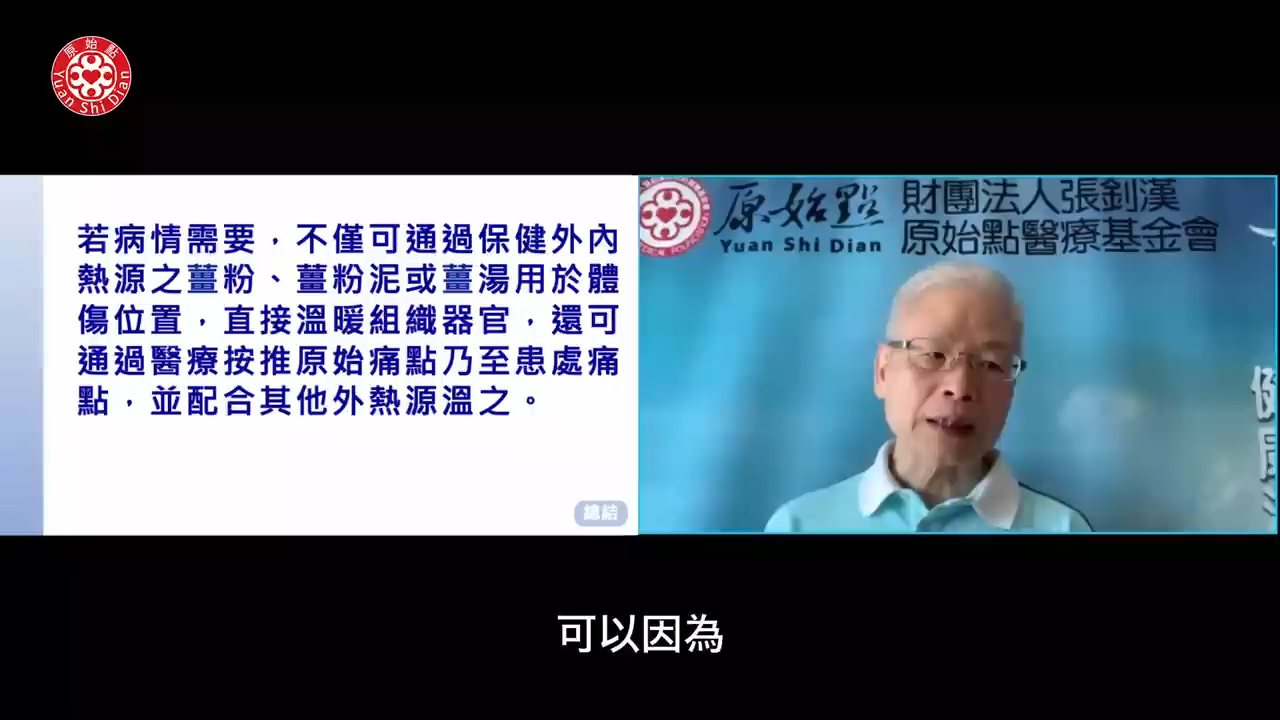 原始點
Yuan Shi Dian
若病情需要，不僅可通過保健外內
熱源之薑粉、薑粉泥或薑湯用於體
傷位置，直接溫暖組織器官，還可
通過醫療按推原始痛點乃至患處痛
點，並配合其他外熱源溫之。
總結
原始點
Yuan Shi Dian
財團法人張釗漢
原始點醫療基金會
可以因為